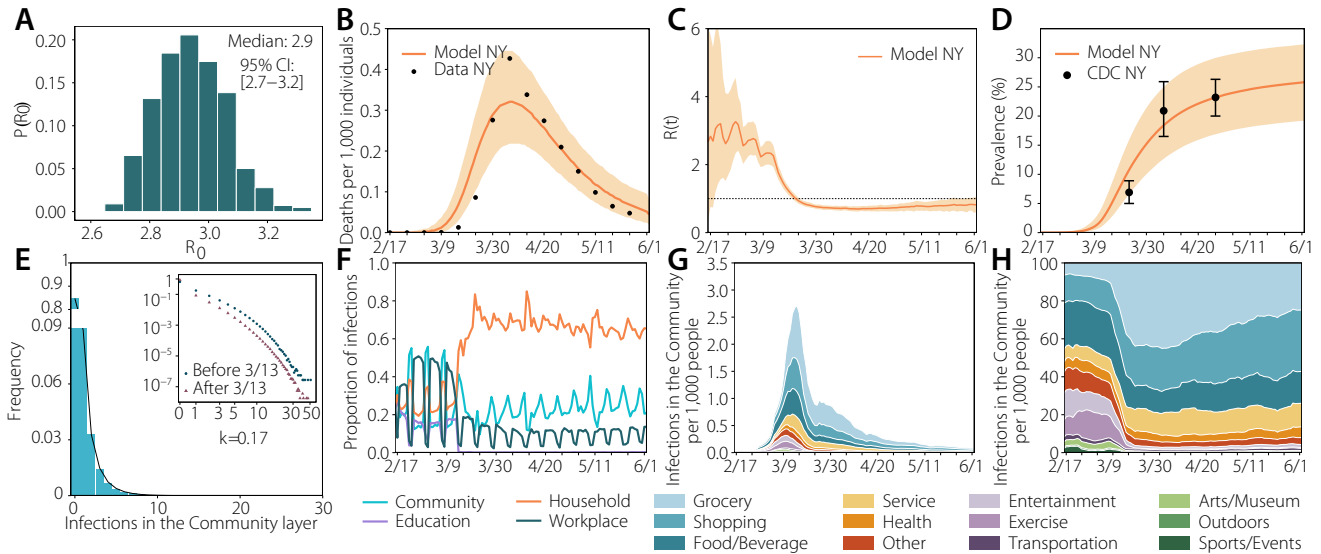 A
P(R0)
0.20
0.15
0.10
0.05
0.00
Median: 2.9
95% CI:
[2.7–3.2]
2.6
2.8
3.0
3.2
R0
B
Deaths per 1,000 individuals
0.5
0.4
0.3
0.2
0.1
0.0
Model NY
Data NY
2/17
3/9
3/30
4/20
5/11
6/1
C
R(t)
6
4
2
0
Model NY
2/17
3/9
3/30
4/20
5/11
6/1
D
Prevalence (%)
30
25
20
15
10
5
0
Model NY
CDC NY
2/17
3/9
3/30
4/20
5/11
6/1
E
Frequency
1
0.9
0.8
0.09
0.06
0.03
0
1
10−1
10−3
10−5
10−7
Before 3/13
After 3/13
0
1
3
5
10
30
50
k=0.17
0
10
20
30
Infections in the Community layer
F
Proportion of infections
1.0
0.8
0.6
0.4
0.2
0.0
2/17
3/9
3/30
4/20
5/11
6/1
G
Infections in the Community
per 1,000 people
3.5
3.0
2.5
2.0
1.5
1.0
0.5
0.0
2/17
3/9
3/30
4/20
5/11
6/1
H
Infections in the Community
per 1,000 people
100
80
60
40
20
0
2/17
3/9
3/30
4/20
5/11
6/1
Community
Education
Household
Workplace
Grocery
Shopping
Food/Beverage
Service
Health
Other
Entertainment
Exercise
Transportation
Arts/Museum
Outdoors
Sports/Events